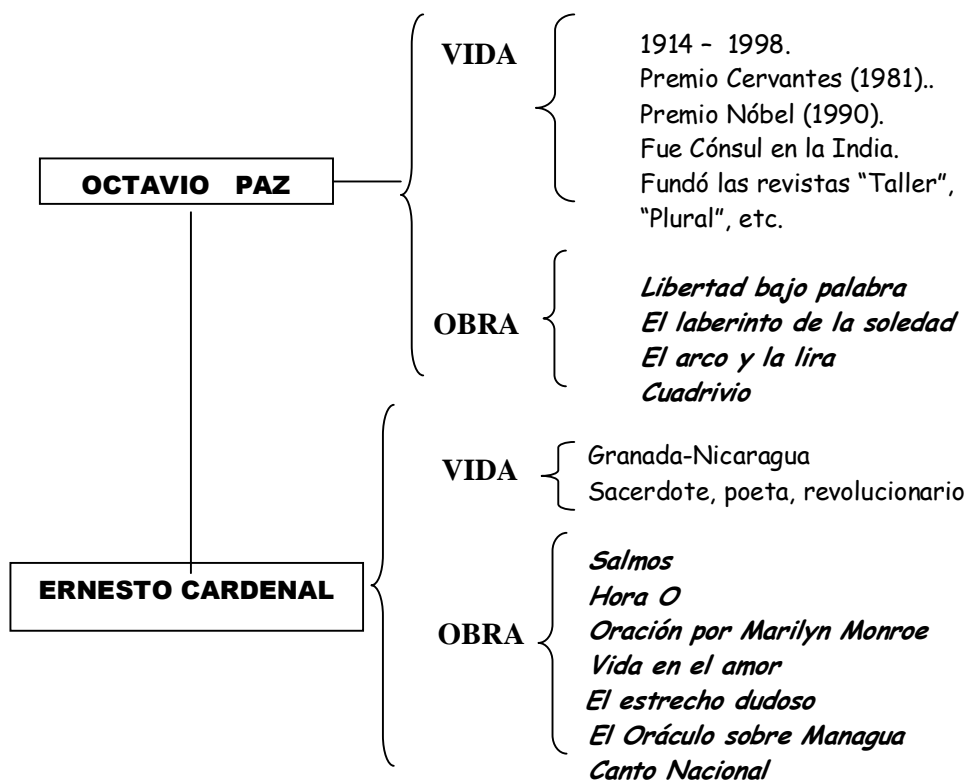 OCTAVIO PAZ
VIDA
1914 – 1998.
Premio Cervantes (1981)..
Premio Nóbel (1990).
Fue Cónsul en la India.
Fundó las revistas “Taller”,
“Plural”, etc.
OBRA
Libertad bajo palabra
El laberinto de la soledad
El arco y la lira
Cuadrivio
ERNESTO CARDENAL
VIDA
Granada-Nicaragua
Sacerdote, poeta, revolucionario
OBRA
Salmos
Hora O
Oración por Marilyn Monroe
Vida en el amor
El estrecho dudoso
El Oráculo sobre Managua
Canto Nacional